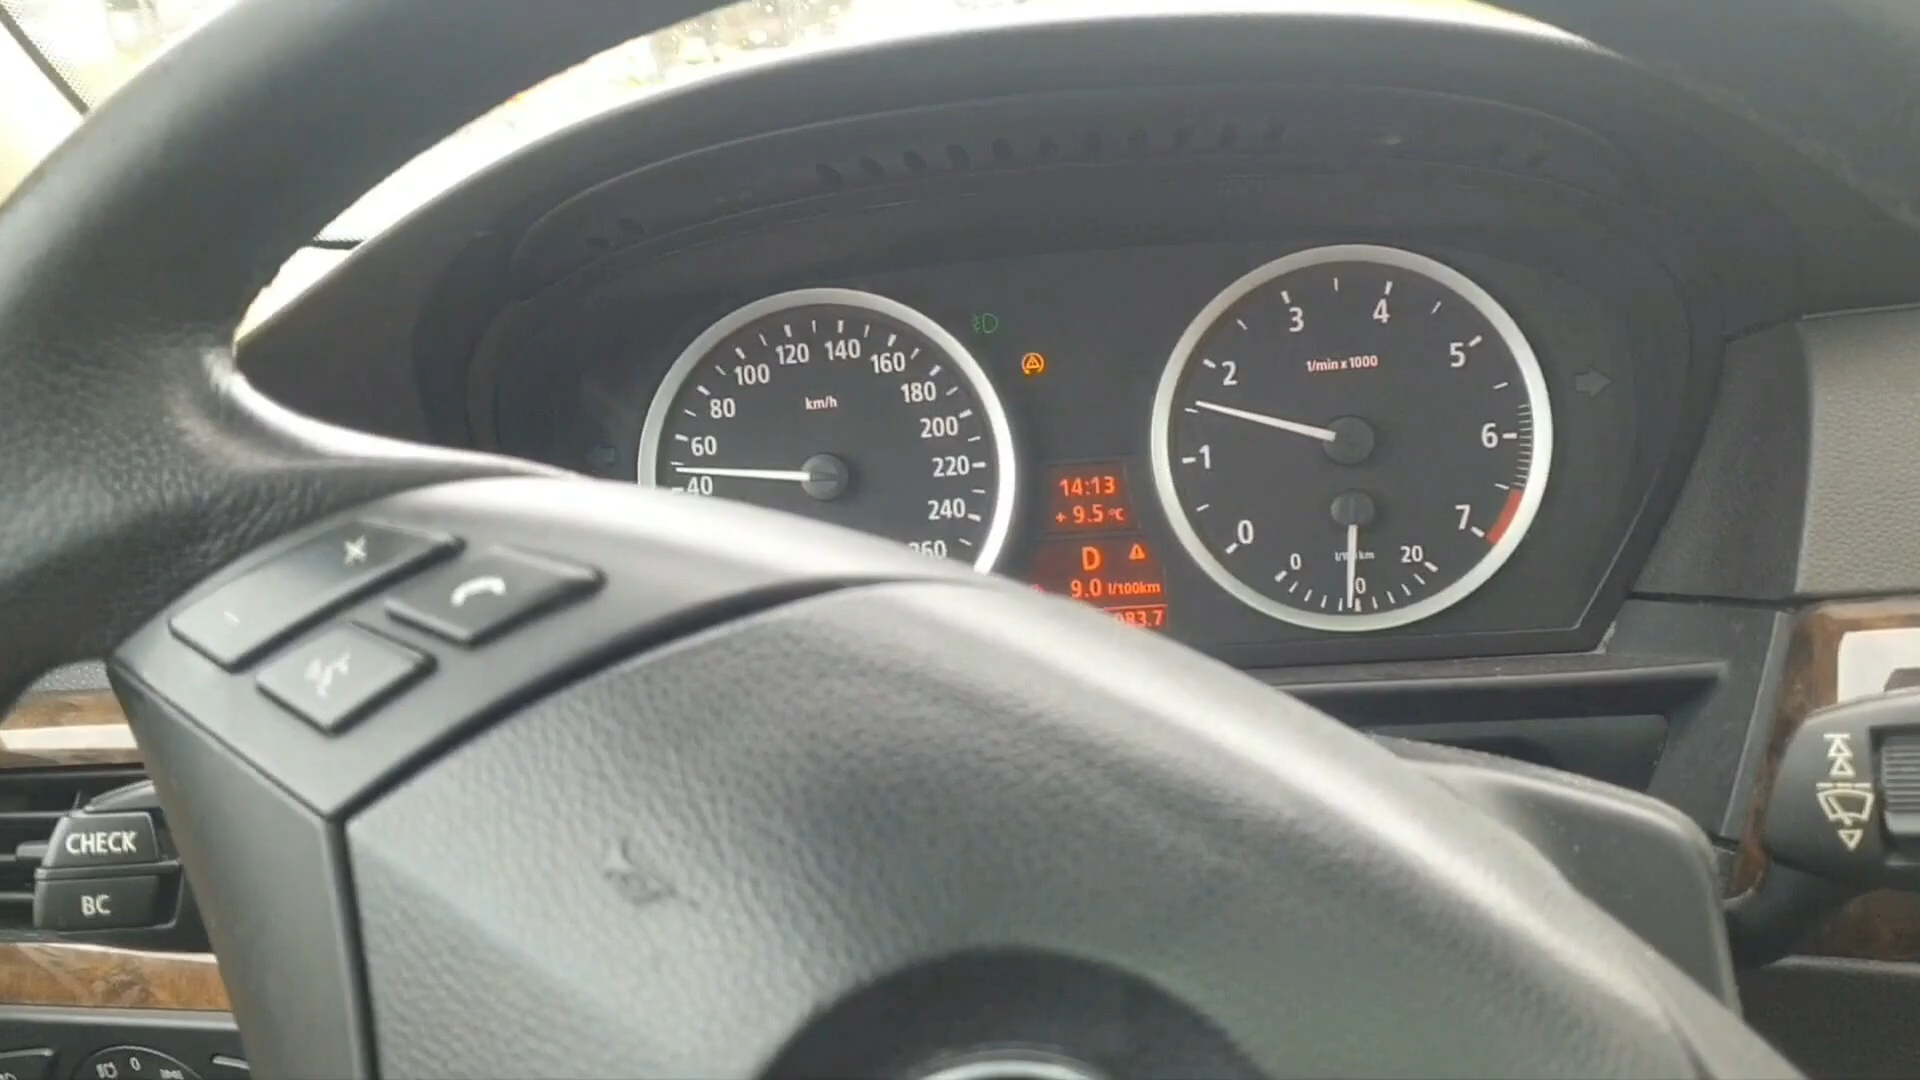 120 140
100 160
80 180
60 200
40 220
240
km/h
14:13
+ 9.5 °C
D
9.0 l/100km
3 4
2 5
1 6
0 7
1/min x 1000
0 20
+
-
CHECK
BC
0